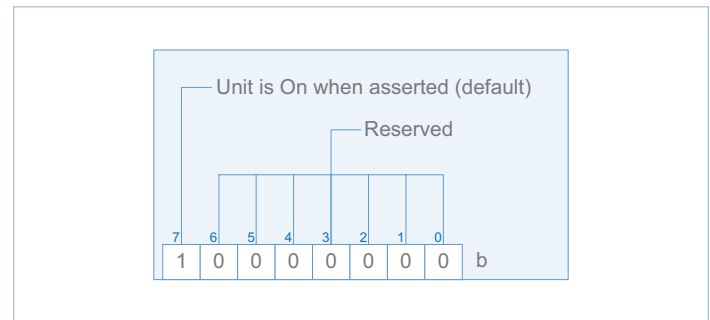 Unit is On when asserted (default)
Reserved
7 6 5 4 3 2 1 0
1 0 0 0 0 0 0 0 b